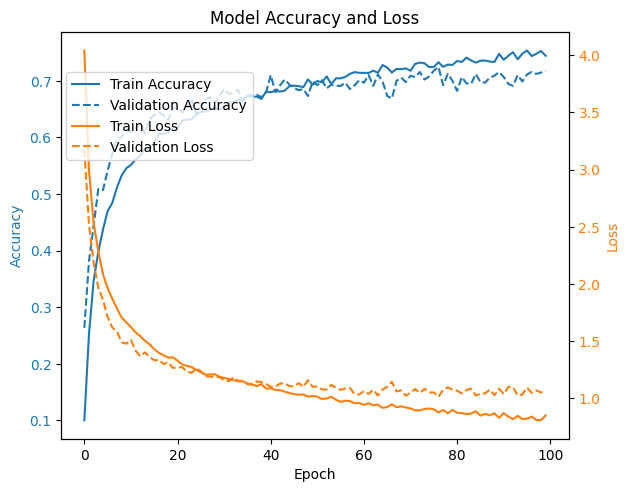 Model Accuracy and Loss
Train Accuracy
Validation Accuracy
Train Loss
Validation Loss
Accuracy
0.7
0.6
0.5
0.4
0.3
0.2
0.1
Loss
4.0
3.5
3.0
2.5
2.0
1.5
1.0
0 20 40 60 80 100
Epoch